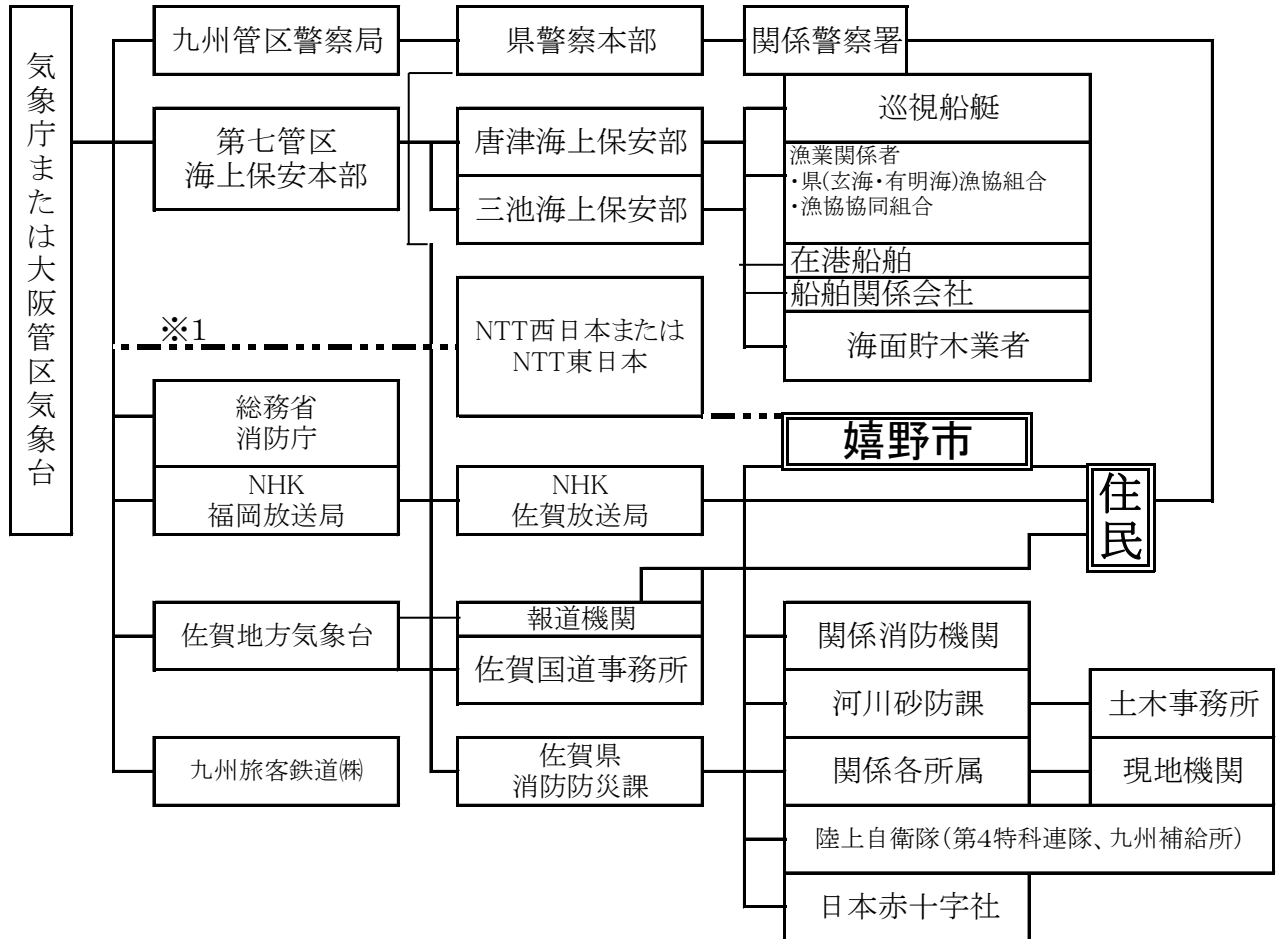 気象庁または大阪管区気象台
九州管区警察局
県警察本部
関係警察署
第七管区
海上保安本部
唐津海上保安部
三池海上保安部
巡視船艇
漁業関係者
・県(玄海・有明海)漁協組合
・漁協協同組合
在港船舶
船舶関係会社
海面貯木業者
※1
NTT西日本または
NTT東日本
総務省
消防庁
嬉野市
NHK
福岡放送局
NHK
佐賀放送局
住民
佐賀地方気象台
報道機関
佐賀国道事務所
関係消防機関
河川砂防課
土木事務所
九州旅客鉄道㈱
佐賀県
消防防災課
関係各所属
現地機関
陸上自衛隊(第4特科連隊、九州補給所)
日本赤十字社